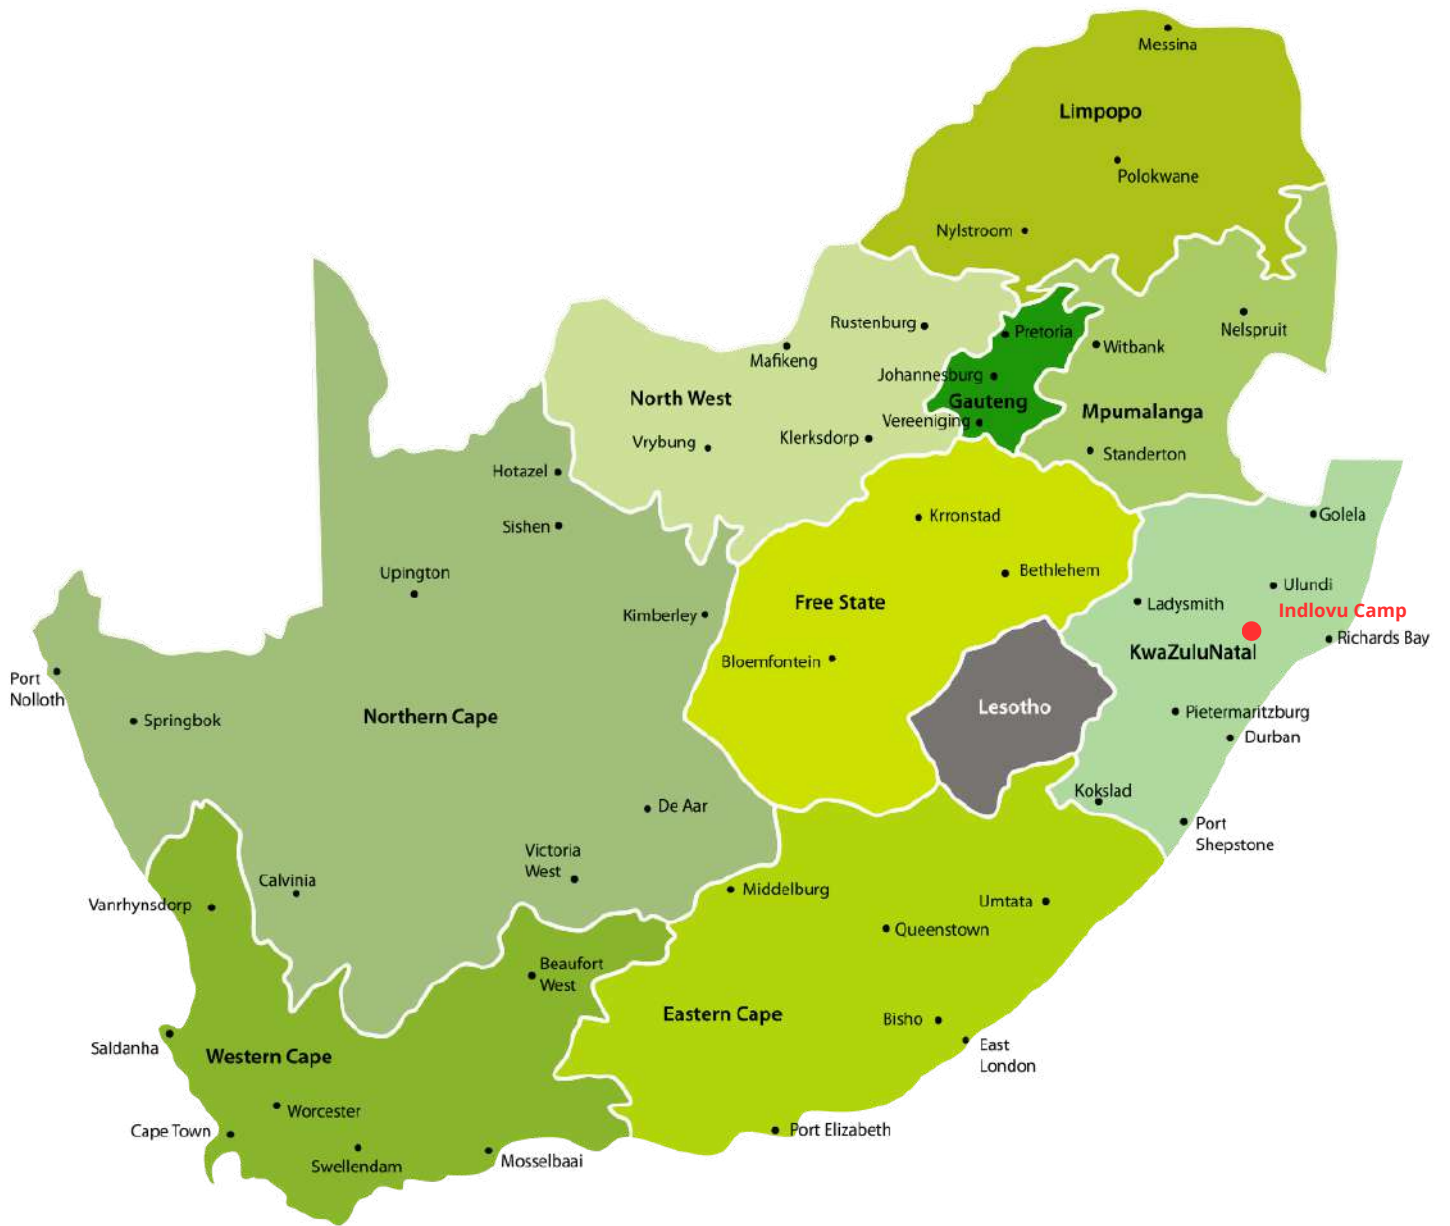 Messina
Limpopo
Polokwane
Nylstroom
Rustenburg
Pretoria
Nelspruit
Mafikeng
Witbank
Johannesburg
North West
Gauteng
Mpumalanga
Vereeniging
Vrybung
Klerksdorp
Standerton
Hotazel
Krronstad
Golela
Sishen
Upington
Bethlehem
Ulundi
Free State
Ladysmith
Indlovu Camp
Kimberley
Richards Bay
KwaZuluNatal
Bloemfontein
Port
Nolloth
Lesotho
Northern Cape
Springbok
Pietermaritzburg
Durban
Kokslad
De Aar
Port
Shepstone
Victoria
West
Calvinia
Middelburg
Vanrhynsdorp
Umtata
Queenstown
Beaufort
West
Eastern Cape
Bisho
Saldanha
Western Cape
East
London
Worcester
Cape Town
Port Elizabeth
Swellendam
Mosselbaai